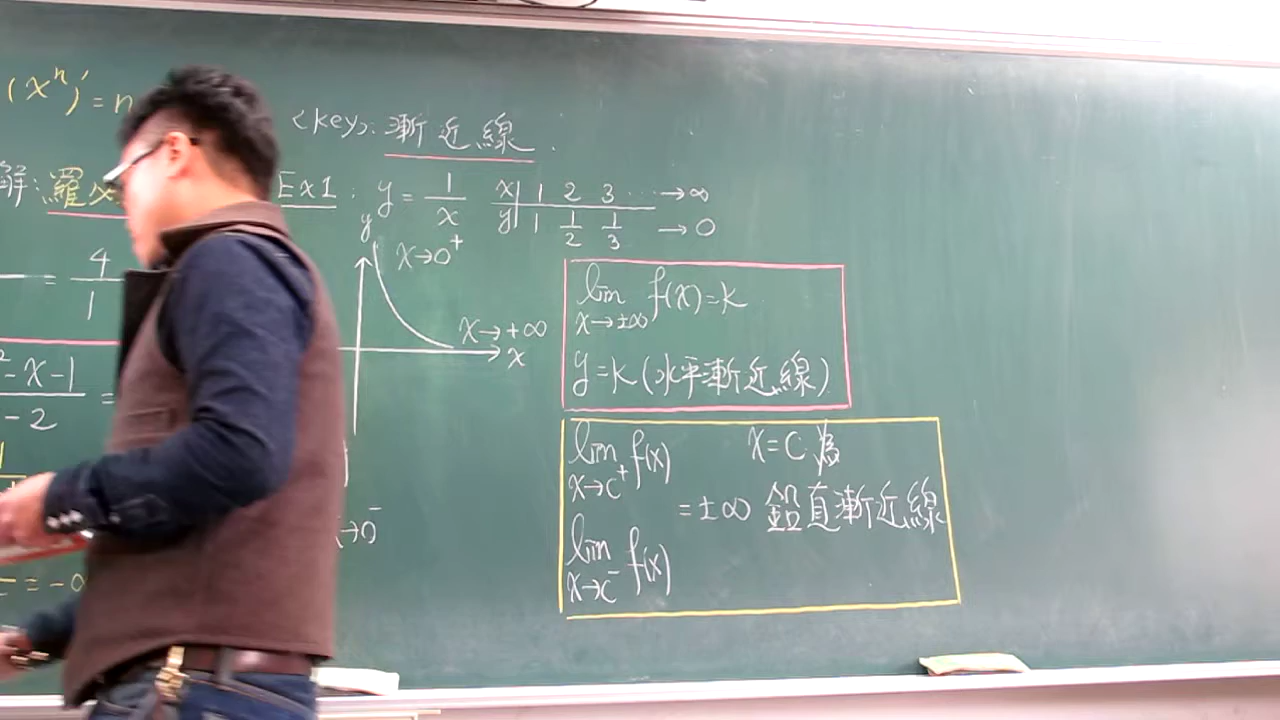 (xⁿ)' = n
解: 羅
= 4/1
²-x-1
-2
=
= -
<key>: 漸近線.
Ex1: y = 1/x
x | 1 2 3 ⋯ → ∞
y | 1 1/2 1/3 → 0
y
x→0⁺
x→+∞
x
→0⁻
lim f(x)=k
x→±∞
y=k (水平漸近線)
lim f(x)
x→c⁺
x=c 為
=±∞ 鉛直漸近線
lim f(x)
x→c⁻